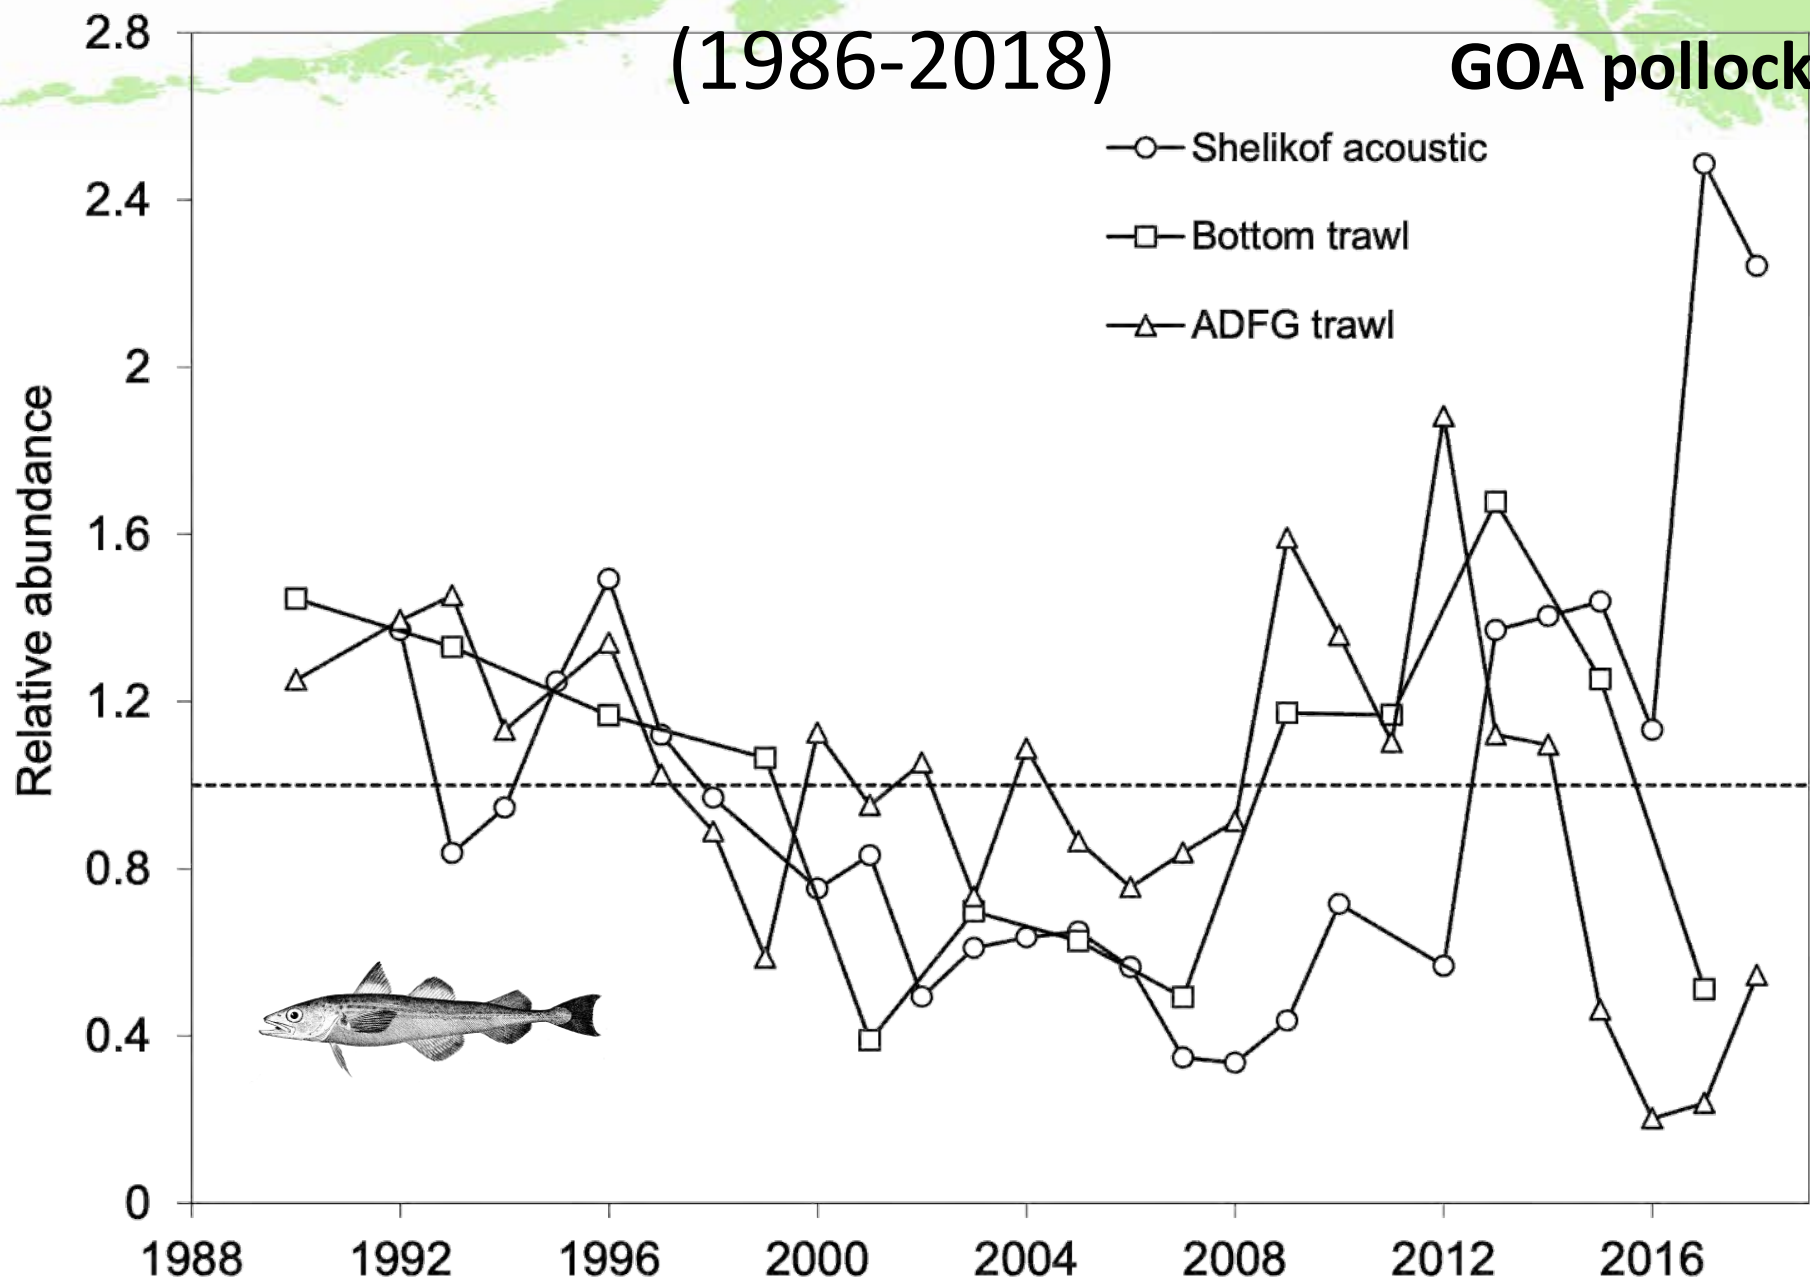 (1986-2018)
GOA pollock
Shelikof acoustic
Bottom trawl
ADFG trawl
Relative abundance
2.8
2.4
2
1.6
1.2
0.8
0.4
0
1988 1992 1996 2000 2004 2008 2012 2016